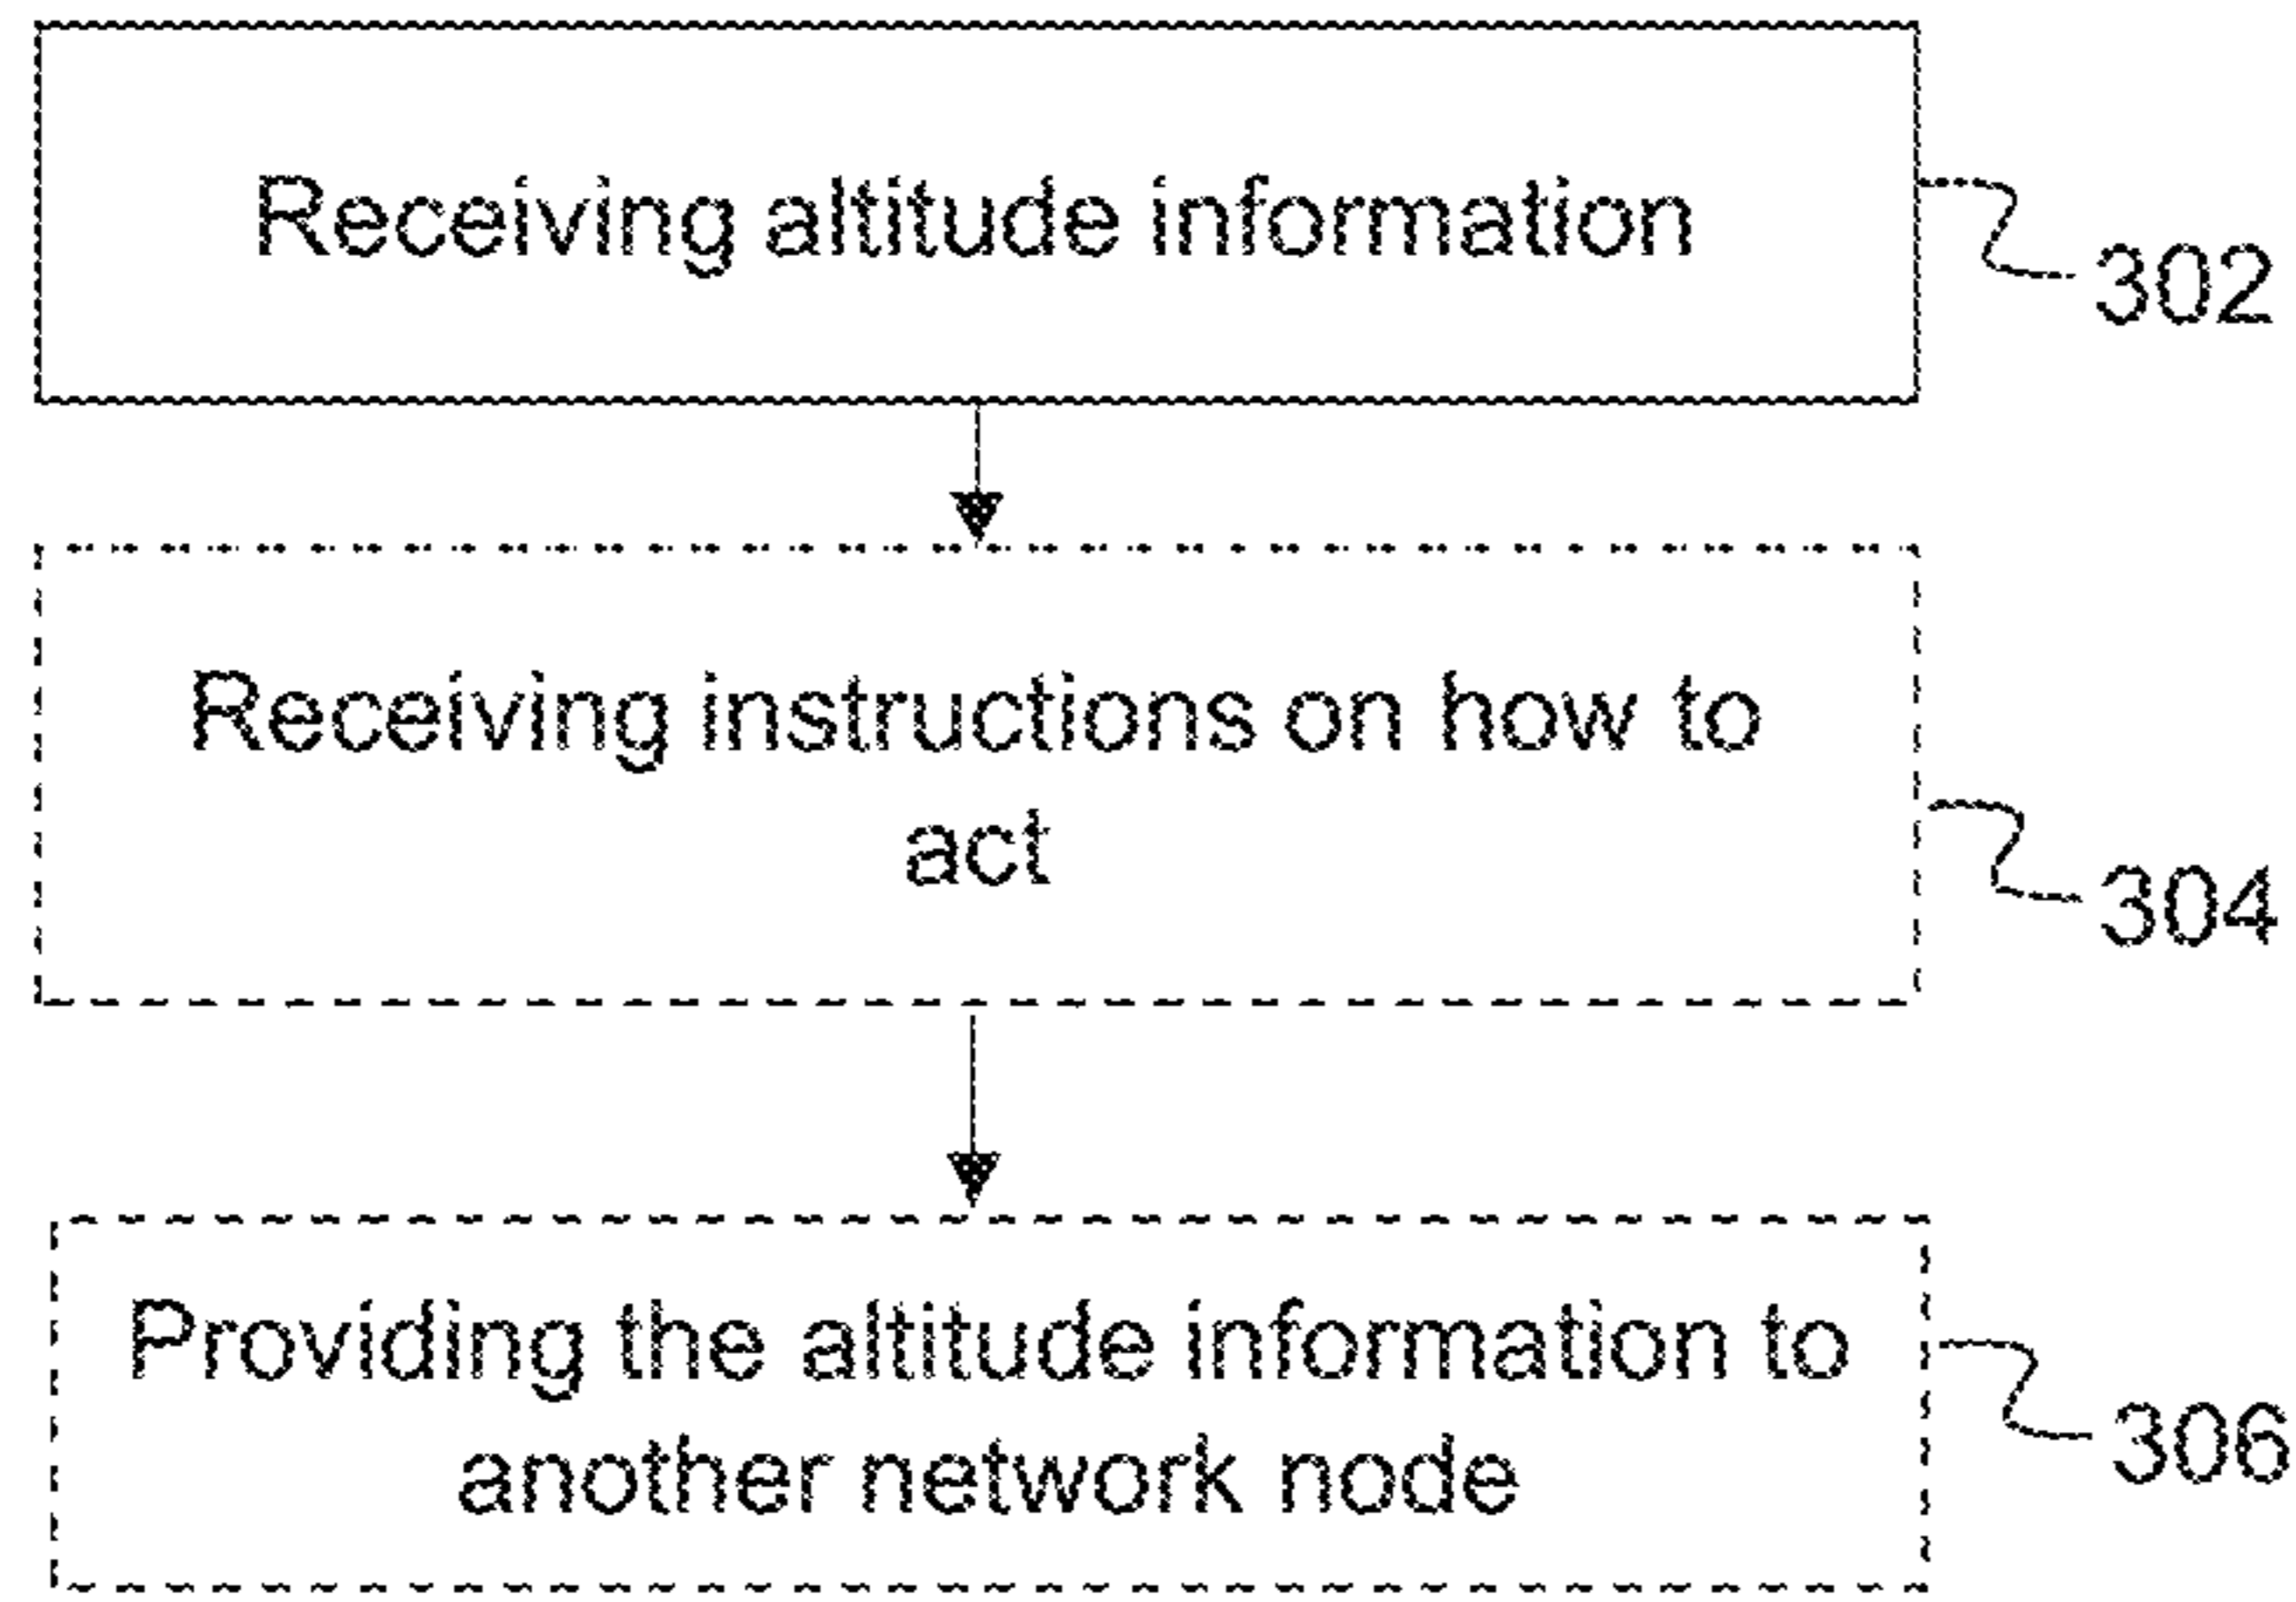 Receiving altitude information
302
Receiving instructions on how to
act
304
Providing the altitude information to
another network node
306